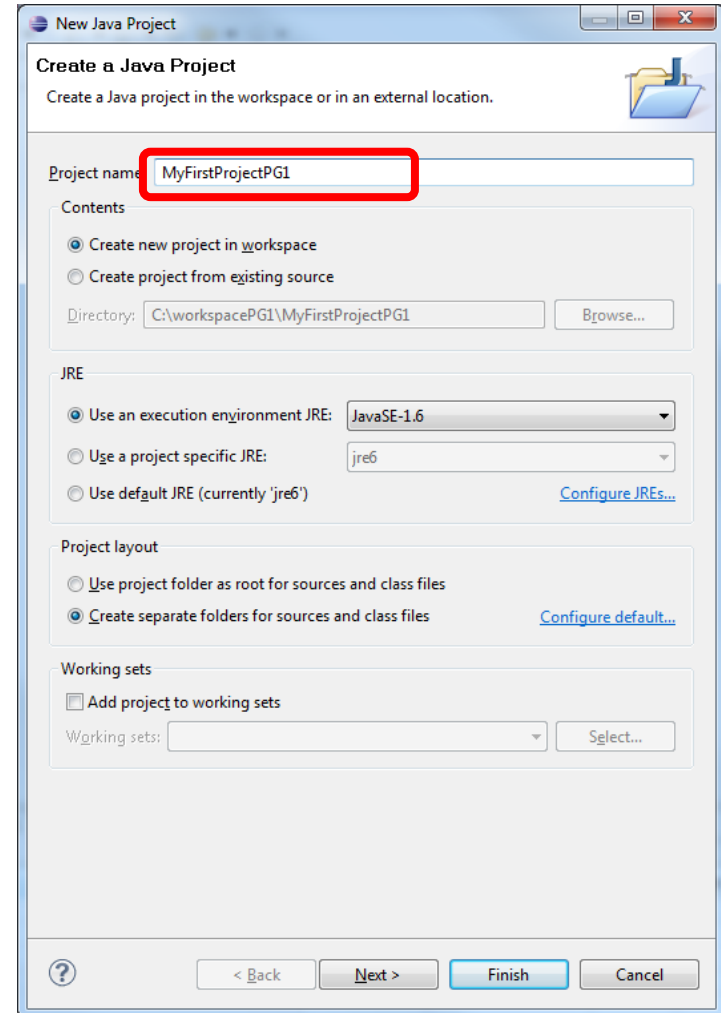 New Java Project
Create a Java Project
Create a Java project in the workspace or in an external location.
Project name MyFirstProjectPG1
Contents
Create new project in workspace
Create project from existing source
Directory: C:\workspacePG1\MyFirstProjectPG1 Browse...
JRE
Use an execution environment JRE: JavaSE-1.6
Use a project specific JRE: jre6
Use default JRE (currently 'jre6') Configure JREs...
Project layout
Use project folder as root for sources and class files
Create separate folders for sources and class files Configure default...
Working sets
Add project to working sets
Working sets: Select...
? < Back Next > Finish Cancel